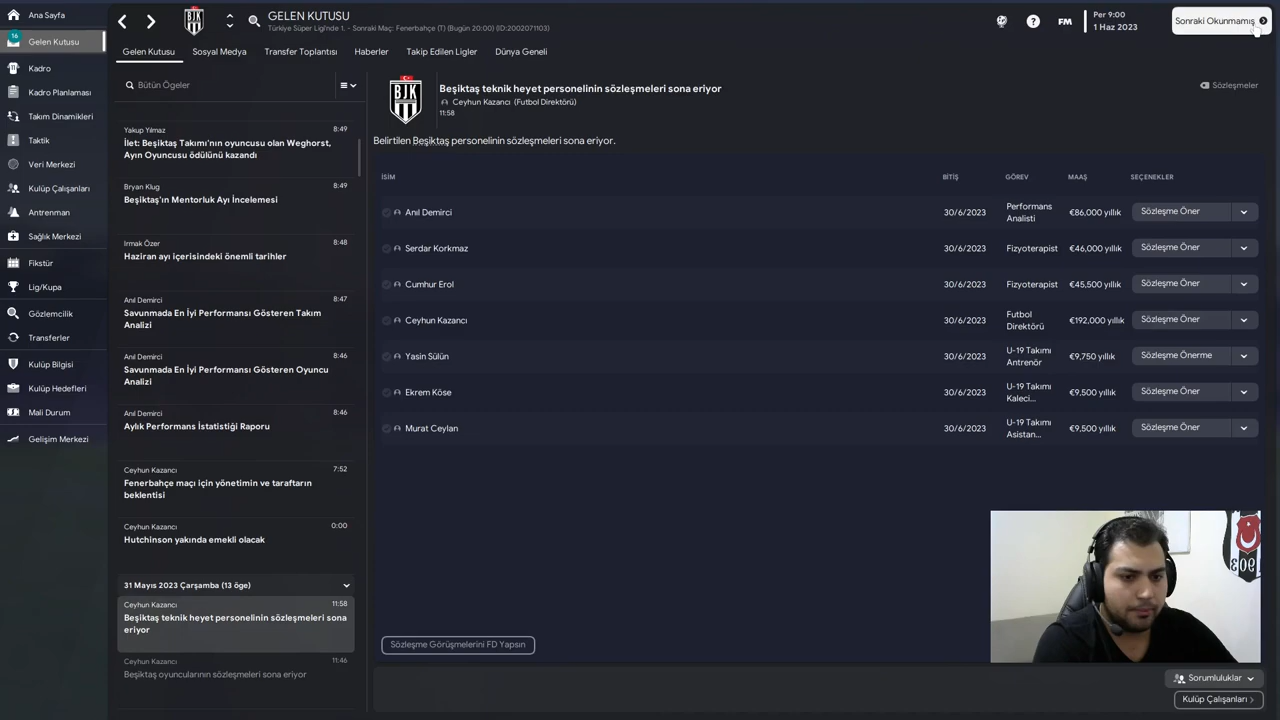 Ana Sayfa
16
Gelen Kutusu
Kadro
Kadro Planlaması
Takım Dinamikleri
Taktik
Veri Merkezi
Kulüp Çalışanları
Antrenman
Sağlık Merkezi
Fikstür
Lig/Kupa
Gözlemcilik
Transferler
Kulüp Bilgisi
Kulüp Hedefleri
Mali Durum
Gelişim Merkezi
BJK
GELEN KUTUSU
Türkiye Süper Ligi'nde 1. - Sonraki Maç: Fenerbahçe (T) (Bugün 20:00) (ID:2002071103)
FM
Per 9:00
1 Haz 2023
Sonraki Okunmamış
Gelen Kutusu
Sosyal Medya
Transfer Toplantısı
Haberler
Takip Edilen Ligler
Dünya Geneli
Bütün Ögeler
Yakup Yılmaz 8:49
İlet: Beşiktaş Takımı'nın oyuncusu olan Weghorst,
Ayın Oyuncusu ödülünü kazandı
Bryan Klug 8:49
Beşiktaş'ın Mentorluk Ayı İncelemesi
Irmak Özer 8:48
Haziran ayı içerisindeki önemli tarihler
Anıl Demirci 8:47
Savunmada En İyi Performansı Gösteren Takım
Analizi
Anıl Demirci 8:46
Savunmada En İyi Performansı Gösteren Oyuncu
Analizi
Anıl Demirci 8:46
Aylık Performans İstatistiği Raporu
Ceyhun Kazancı 7:52
Fenerbahçe maçı için yönetimin ve taraftarın
beklentisi
Ceyhun Kazancı 0:00
Hutchinson yakında emekli olacak
31 Mayıs 2023 Çarşamba (13 öge)
Ceyhun Kazancı 11:58
Beşiktaş teknik heyet personelinin sözleşmeleri sona
eriyor
Ceyhun Kazancı 11:46
Beşiktaş oyuncularının sözleşmeleri sona eriyor
BJK
Beşiktaş teknik heyet personelinin sözleşmeleri sona eriyor
Ceyhun Kazancı (Futbol Direktörü)
11:58
Sözleşmeler
Belirtilen Beşiktaş personelinin sözleşmeleri sona eriyor.
İSİM BİTİŞ GÖREV MAAŞ SEÇENEKLER
Anıl Demirci 30/6/2023 Performans Analisti €86,000 yıllık Sözleşme Öner
Serdar Korkmaz 30/6/2023 Fizyoterapist €46,000 yıllık Sözleşme Öner
Cumhur Erol 30/6/2023 Fizyoterapist €45,500 yıllık Sözleşme Öner
Ceyhun Kazancı 30/6/2023 Futbol Direktörü €192,000 yıllık Sözleşme Öner
Yasin Sülün 30/6/2023 U-19 Takımı Antrenör €9,750 yıllık Sözleşme Önerme
Ekrem Köse 30/6/2023 U-19 Takımı Kaleci... €9,500 yıllık Sözleşme Öner
Murat Ceylan 30/6/2023 U-19 Takımı Asistan... €9,500 yıllık Sözleşme Öner
Sözleşme Görüşmelerini FD Yapsın
Sorumluluklar
Kulüp Çalışanları